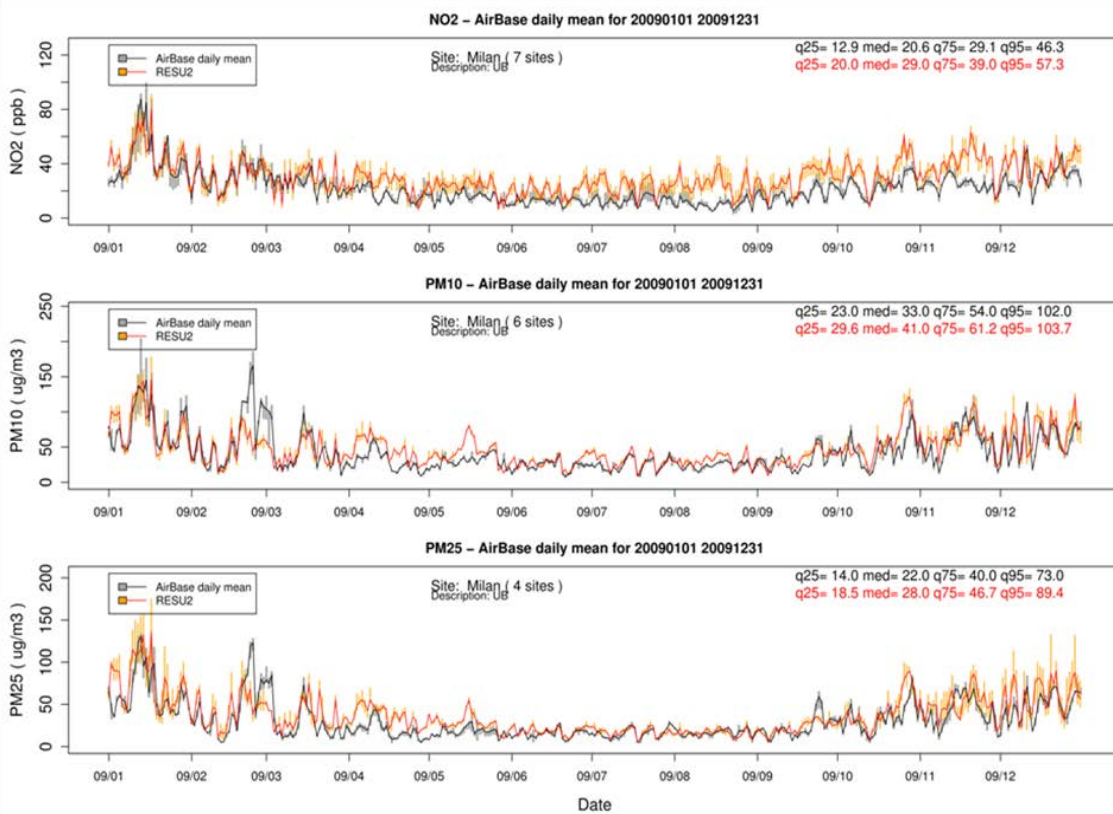 NO2 – AirBase daily mean for 20090101 20091231
AirBase daily mean
RESU2
Site: Milan ( 7 sites )
Description: UB
q25= 12.9 med= 20.6 q75= 29.1 q95= 46.3
q25= 20.0 med= 29.0 q75= 39.0 q95= 57.3
NO2 ( ppb )
120
80
40
0
09/01 09/02 09/03 09/04 09/05 09/06 09/07 09/08 09/09 09/10 09/11 09/12
PM10 – AirBase daily mean for 20090101 20091231
AirBase daily mean
RESU2
Site: Milan ( 6 sites )
Description: UB
q25= 23.0 med= 33.0 q75= 54.0 q95= 102.0
q25= 29.6 med= 41.0 q75= 61.2 q95= 103.7
PM10 ( ug/m3 )
250
150
50
0
09/01 09/02 09/03 09/04 09/05 09/06 09/07 09/08 09/09 09/10 09/11 09/12
PM25 – AirBase daily mean for 20090101 20091231
AirBase daily mean
RESU2
Site: Milan ( 4 sites )
Description: UB
q25= 14.0 med= 22.0 q75= 40.0 q95= 73.0
q25= 18.5 med= 28.0 q75= 46.7 q95= 89.4
PM25 ( ug/m3 )
200
150
100
50
0
09/01 09/02 09/03 09/04 09/05 09/06 09/07 09/08 09/09 09/10 09/11 09/12
Date